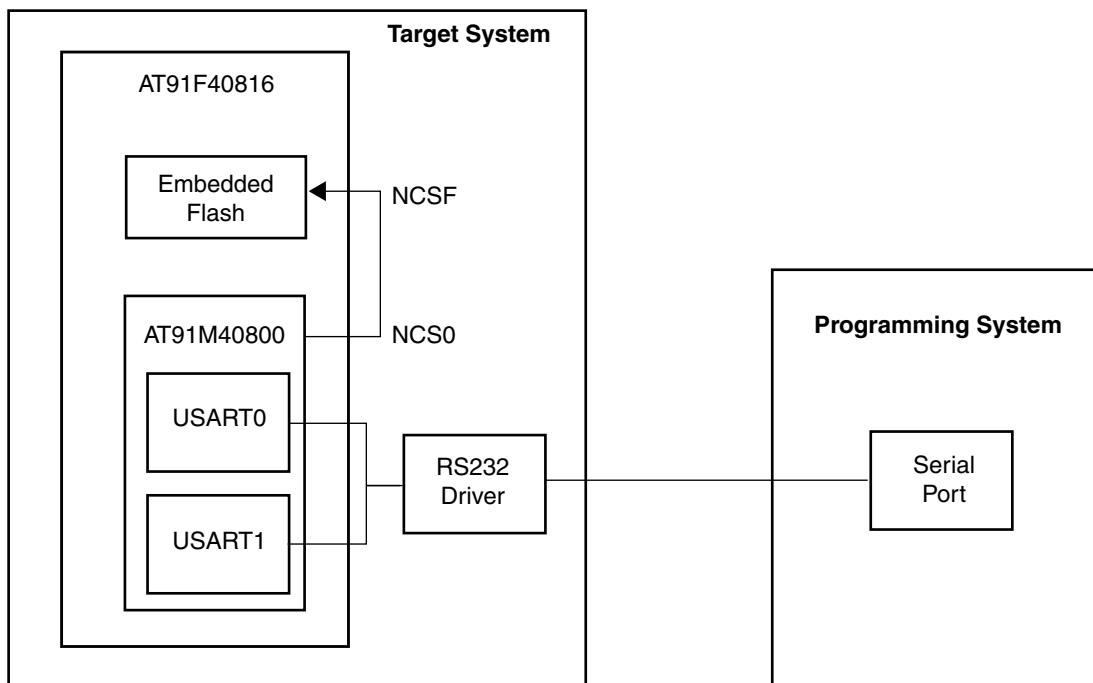 Target System
AT91F40816
Embedded
Flash
NCSF
AT91M40800
NCS0
USART0
USART1
RS232
Driver
Programming System
Serial
Port